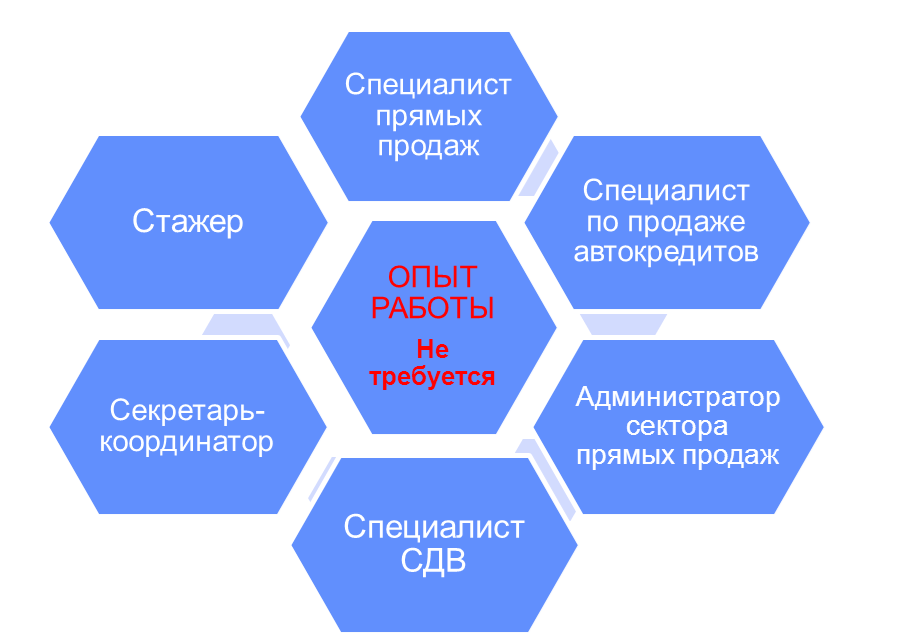 Специалист
прямых
продаж
Стажер
Специалист
по продаже
автокредитов
ОПЫТ
РАБОТЫ
Не
требуется
Секретарь-
координатор
Администратор
сектора
прямых продаж
Специалист
СДВ